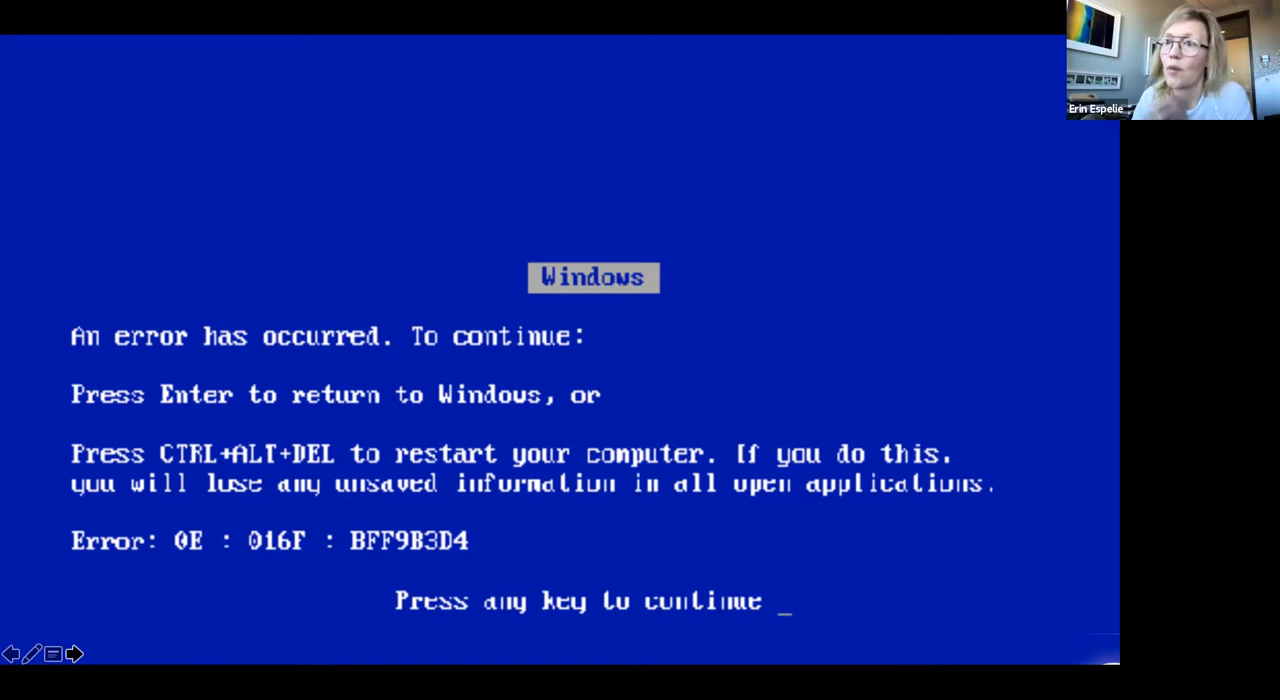 Erin Espelie
Windows
An error has occurred. To continue:
Press Enter to return to Windows, or
Press CTRL+ALT+DEL to restart your computer. If you do this,
you will lose any unsaved information in all open applications.
Error: 0E : 016F : BFF9B3D4
Press any key to continue _